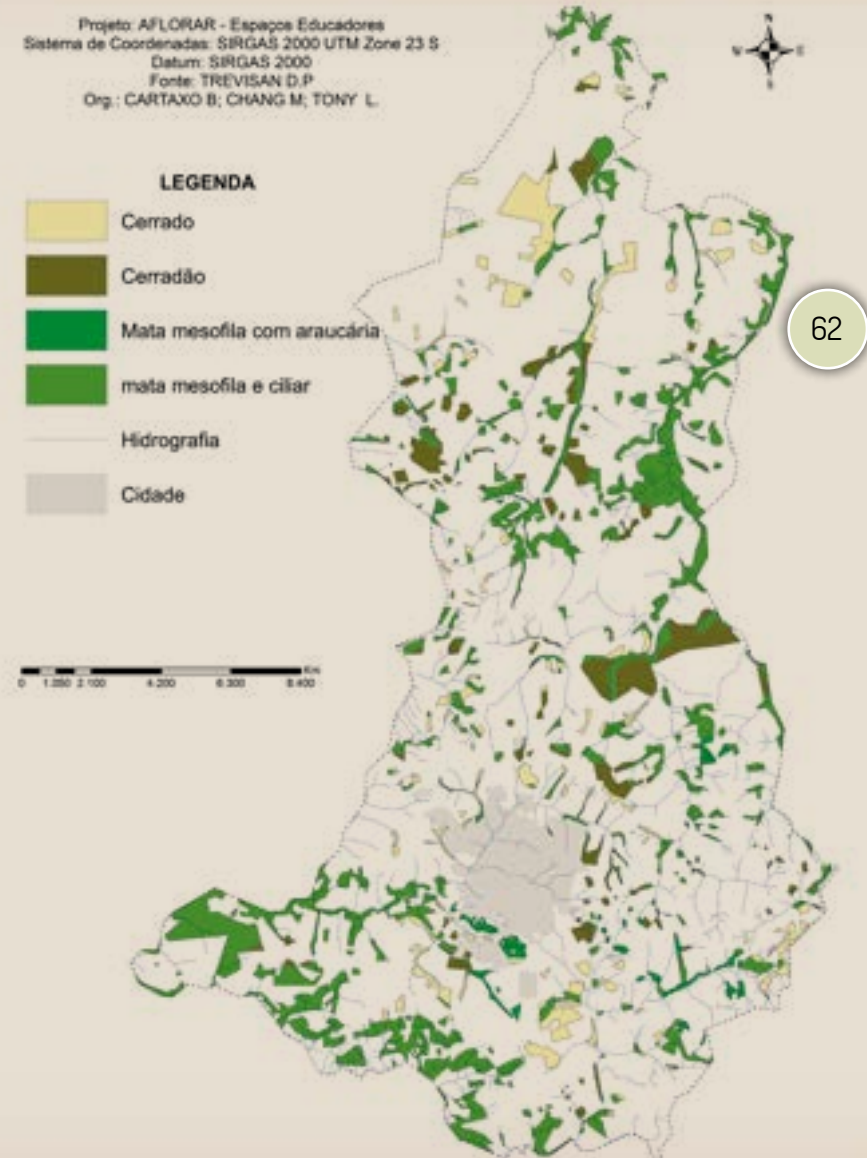 Projeto: AFLORAR - Espaços Educadores
Sistema de Coordenadas: SIRGAS 2000 UTM Zone 23 S
Datum: SIRGAS 2000
Fonte: TREVISAN D.P
Org.: CARTAXO B; CHANG M; TONY L.
N
W
E
S
LEGENDA
Cerrado
Cerradão
Mata mesofila com araucária
mata mesofila e ciliar
Hidrografia
Cidade
62
Km
0 1.050 2.100 4.200 6.300 8.400